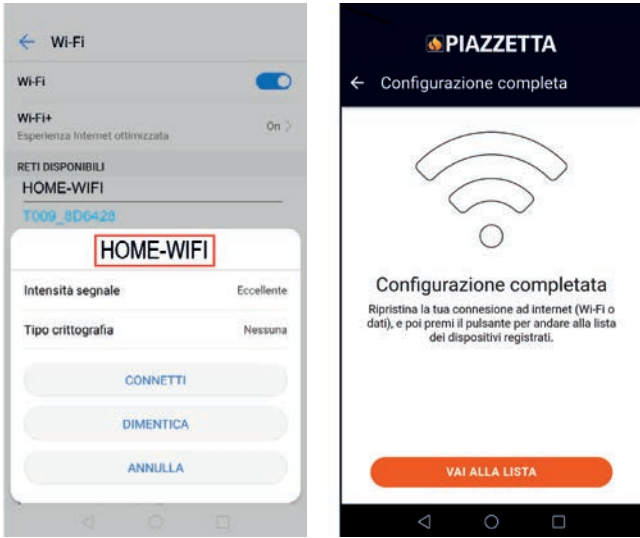 Wi-Fi
Wi-Fi
Wi-Fi+
Esperienza Internet ottimizzata
On
RETI DISPONIBILI
HOME-WIFI
T009_8D6428
HOME-WIFI
Intensità segnale
Eccellente
Tipo crittografia
Nessuna
CONNETTI
DIMENTICA
ANNULLA
PIAZZETTA
Configurazione completa
Configurazione completata
Ripristina la tua connesione ad internet (Wi-Fi o
dati), e poi premi il pulsante per andare alla lista
dei dispositivi registrati.
VAI ALLA LISTA